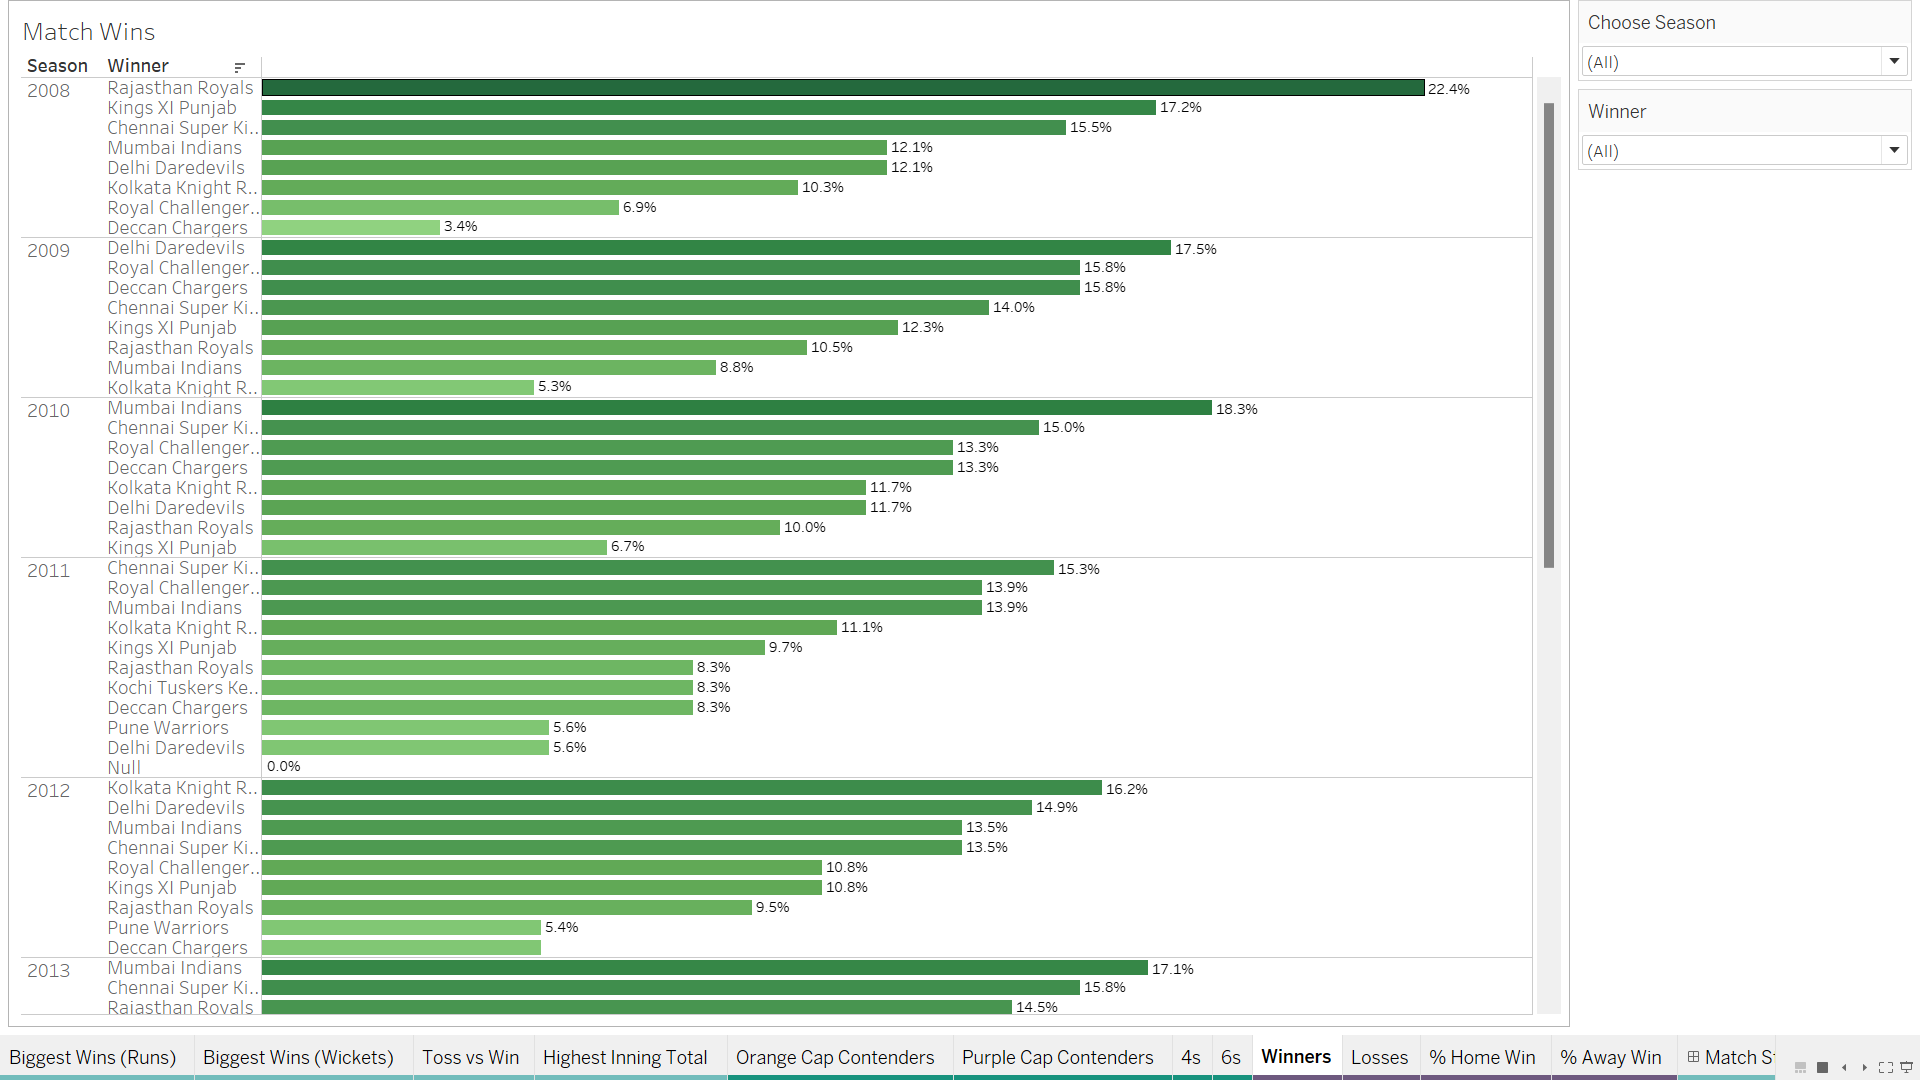 Match Wins
Season Winner
2008 Rajasthan Royals 22.4%
Kings XI Punjab 17.2%
Chennai Super Ki.. 15.5%
Mumbai Indians 12.1%
Delhi Daredevils 12.1%
Kolkata Knight R.. 10.3%
Royal Challenger.. 6.9%
Deccan Chargers 3.4%
2009 Delhi Daredevils 17.5%
Royal Challenger.. 15.8%
Deccan Chargers 15.8%
Chennai Super Ki.. 14.0%
Kings XI Punjab 12.3%
Rajasthan Royals 10.5%
Mumbai Indians 8.8%
Kolkata Knight R.. 5.3%
2010 Mumbai Indians 18.3%
Chennai Super Ki.. 15.0%
Royal Challenger.. 13.3%
Deccan Chargers 13.3%
Kolkata Knight R.. 11.7%
Delhi Daredevils 11.7%
Rajasthan Royals 10.0%
Kings XI Punjab 6.7%
2011 Chennai Super Ki.. 15.3%
Royal Challenger.. 13.9%
Mumbai Indians 13.9%
Kolkata Knight R.. 11.1%
Kings XI Punjab 9.7%
Rajasthan Royals 8.3%
Kochi Tuskers Ke.. 8.3%
Deccan Chargers 8.3%
Pune Warriors 5.6%
Delhi Daredevils 5.6%
Null 0.0%
2012 Kolkata Knight R.. 16.2%
Delhi Daredevils 14.9%
Mumbai Indians 13.5%
Chennai Super Ki.. 13.5%
Royal Challenger.. 10.8%
Kings XI Punjab 10.8%
Rajasthan Royals 9.5%
Pune Warriors 5.4%
Deccan Chargers
2013 Mumbai Indians 17.1%
Chennai Super Ki.. 15.8%
Rajasthan Royals 14.5%
Choose Season
(All)
Winner
(All)
Biggest Wins (Runs) Biggest Wins (Wickets) Toss vs Win Highest Inning Total Orange Cap Contenders Purple Cap Contenders 4s 6s Winners Losses % Home Win % Away Win Match S